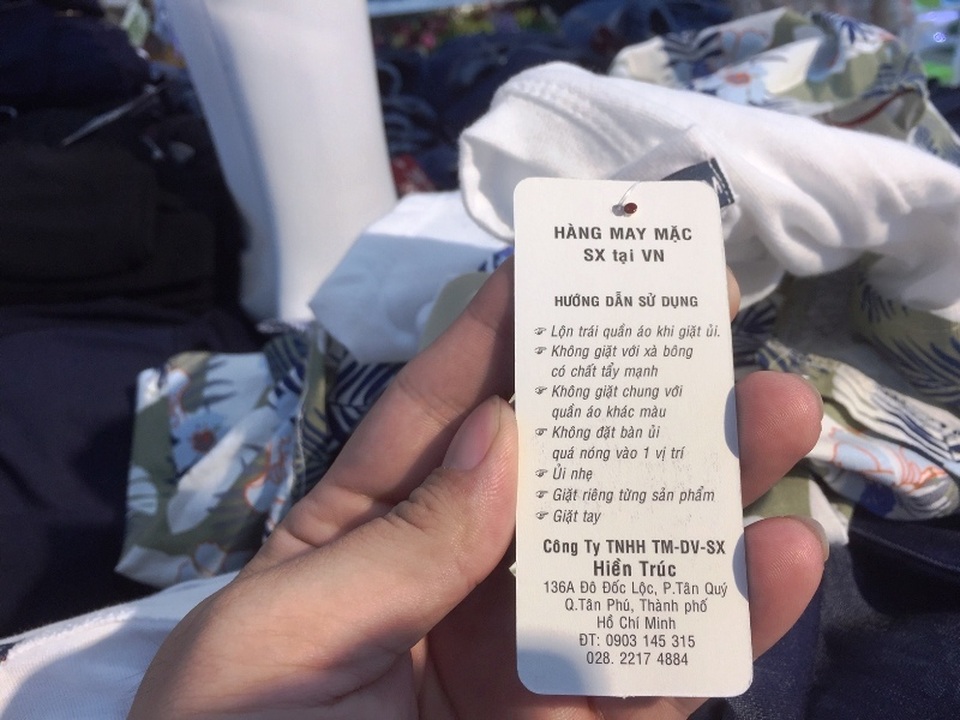 HÀNG MAY MẶC
SX tại VN
HƯỚNG DẪN SỬ DỤNG
☞ Lộn trái quần áo khi giặt ủi.
☞ Không giặt với xà bông
có chất tẩy mạnh
☞ Không giặt chung với
quần áo khác màu
☞ Không đặt bàn ủi
quá nóng vào 1 vị trí
☞ Ủi nhẹ
☞ Giặt riêng từng sản phẩm
☞ Giặt tay
Công Ty TNHH TM-DV-SX
Hiền Trúc
136A Đô Đốc Lộc, P.Tân Quý
Q.Tân Phú, Thành phố
Hồ Chí Minh
ĐT: 0903 145 315
028. 2217 4884